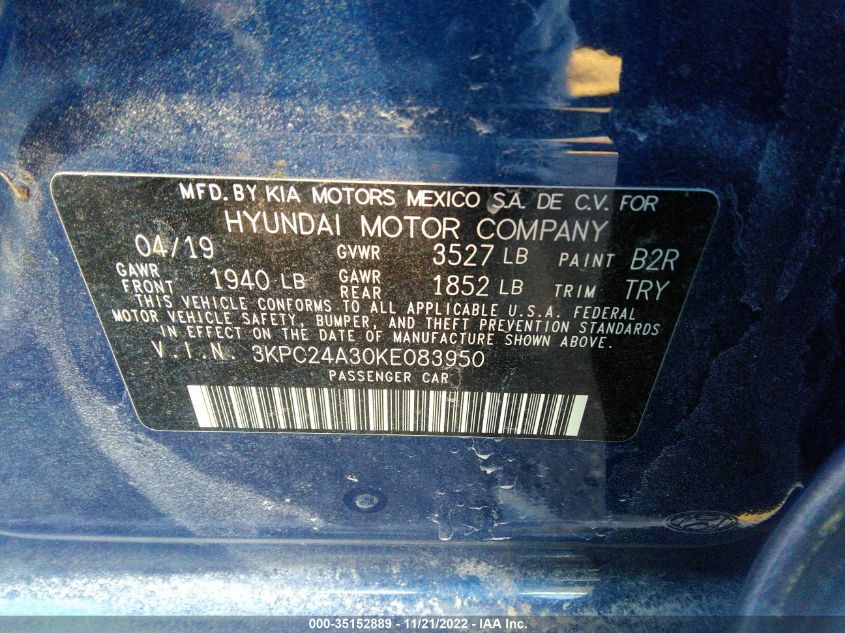 MFD. BY KIA MOTORS MEXICO S.A. DE C.V. FOR
HYUNDAI MOTOR COMPANY
04/19 GVWR 3527 LB PAINT B2R
GAWR FRONT 1940 LB GAWR REAR 1852 LB TRIM TRY
THIS VEHICLE CONFORMS TO ALL APPLICABLE U.S.A. FEDERAL
MOTOR VEHICLE SAFETY, BUMPER, AND THEFT PREVENTION STANDARDS
IN EFFECT ON THE DATE OF MANUFACTURE SHOWN ABOVE.
V.I.N. 3KPC24A30KE083950
PASSENGER CAR
000-35152889 - 11/21/2022 - IAA Inc.